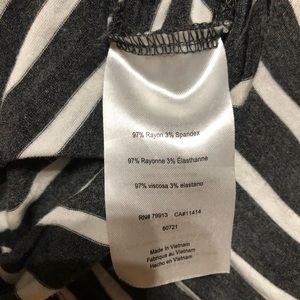 97% Rayon 3% Spandex
97% Rayonne 3% Élasthanne
97% viscosa 3% elastano
RN# 79913 CA#11414
60721
Made in Vietnam
Fabriqué au Vietnam
Hecho en Vietnam